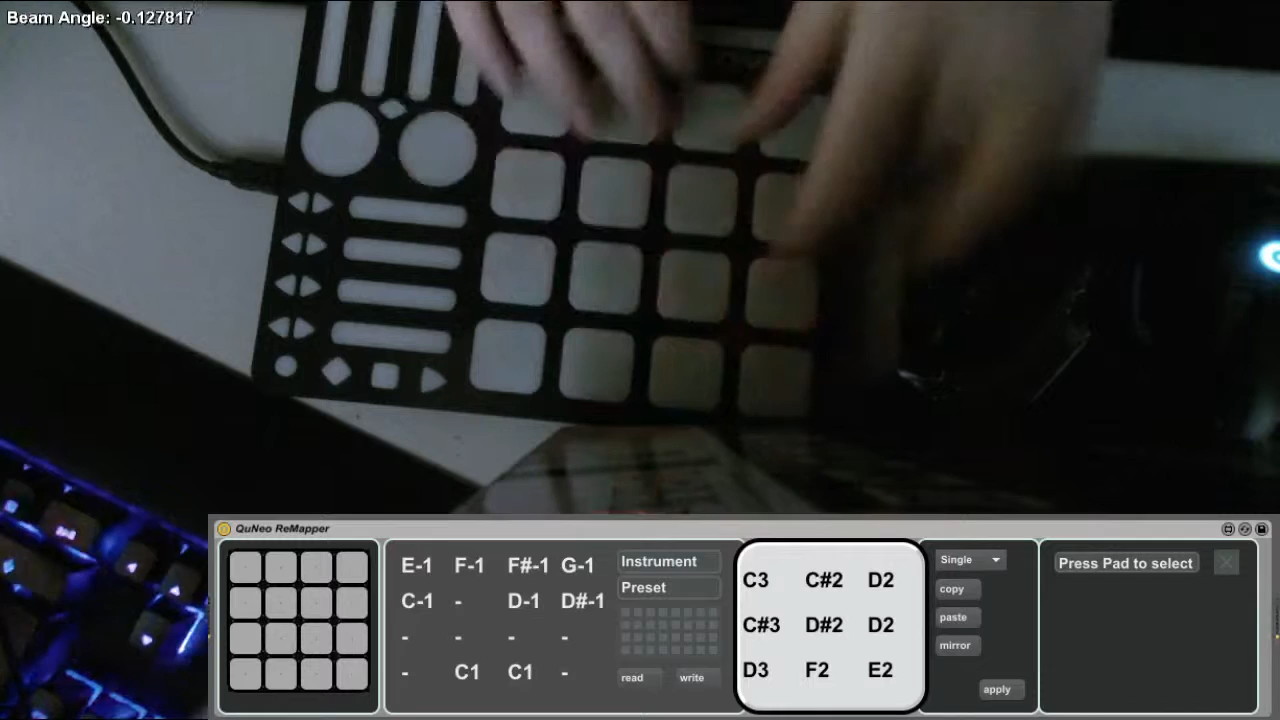 Beam Angle: -0.127817
QuNeo ReMapper
E-1 F-1 F#-1 G-1
C-1 - D-1 D#-1
- - - -
- C1 C1 -
Instrument
Preset
read write
C3 C#2 D2
C#3 D#2 D2
D3 F2 E2
Single
copy
paste
mirror
apply
Press Pad to select